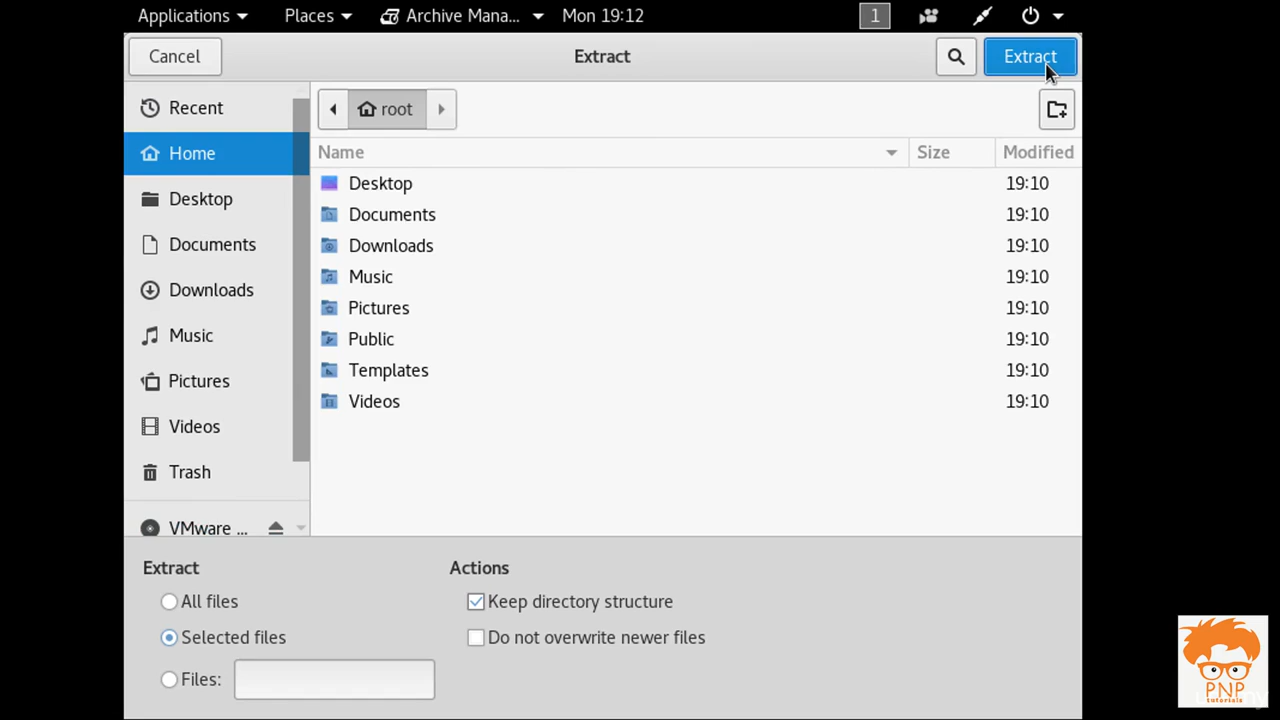 Applications Places Archive Mana... Mon 19:12 1
Cancel Extract Extract
Recent
Home
Desktop
Documents
Downloads
Music
Pictures
Videos
Trash
VMware ...
root
Name Size Modified
Desktop 19:10
Documents 19:10
Downloads 19:10
Music 19:10
Pictures 19:10
Public 19:10
Templates 19:10
Videos 19:10
Extract
All files
Selected files
Files:
Actions
Keep directory structure
Do not overwrite newer files
PNP
tutorials